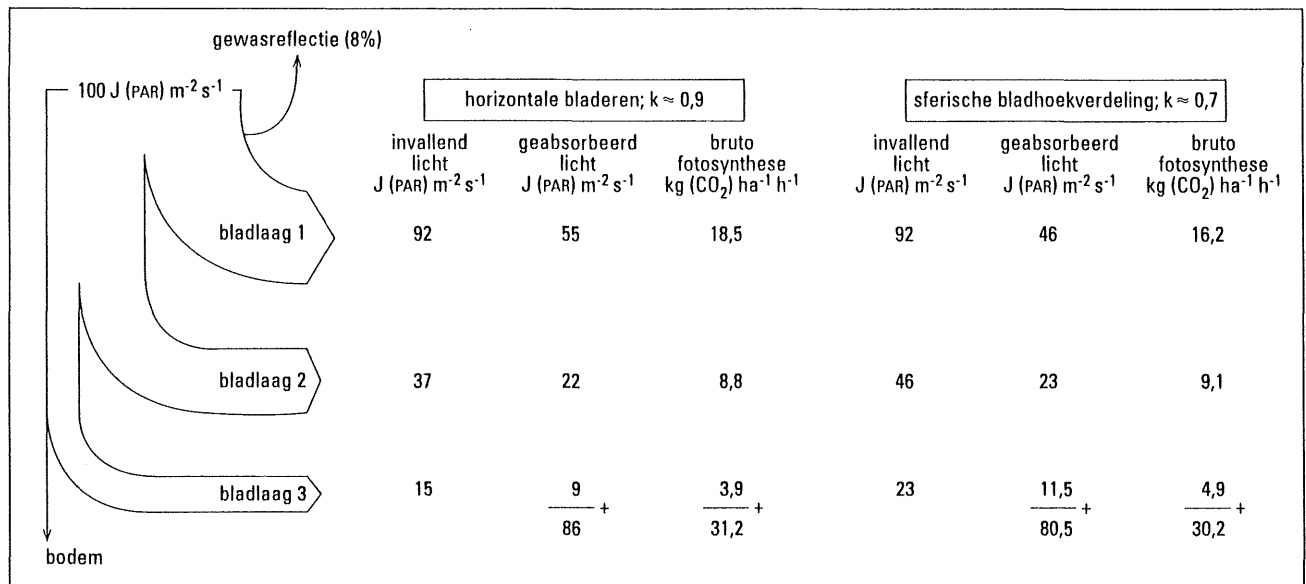 gewasreflectie (8%)
100 J (PAR) m⁻² s⁻¹
horizontale bladeren; k ≈ 0,9
sferische bladhoekverdeling; k ≈ 0,7
invallend licht J (PAR) m⁻² s⁻¹
geabsorbeerd licht J (PAR) m⁻² s⁻¹
bruto fotosynthese kg (CO₂) ha⁻¹ h⁻¹
invallend licht J (PAR) m⁻² s⁻¹
geabsorbeerd licht J (PAR) m⁻² s⁻¹
bruto fotosynthese kg (CO₂) ha⁻¹ h⁻¹
bladlaag 1 92 55 18,5 92 46 16,2
bladlaag 2 37 22 8,8 46 23 9,1
bladlaag 3 15 9 3,9 23 11,5 4,9
+ + + +
86 31,2 80,5 30,2
bodem